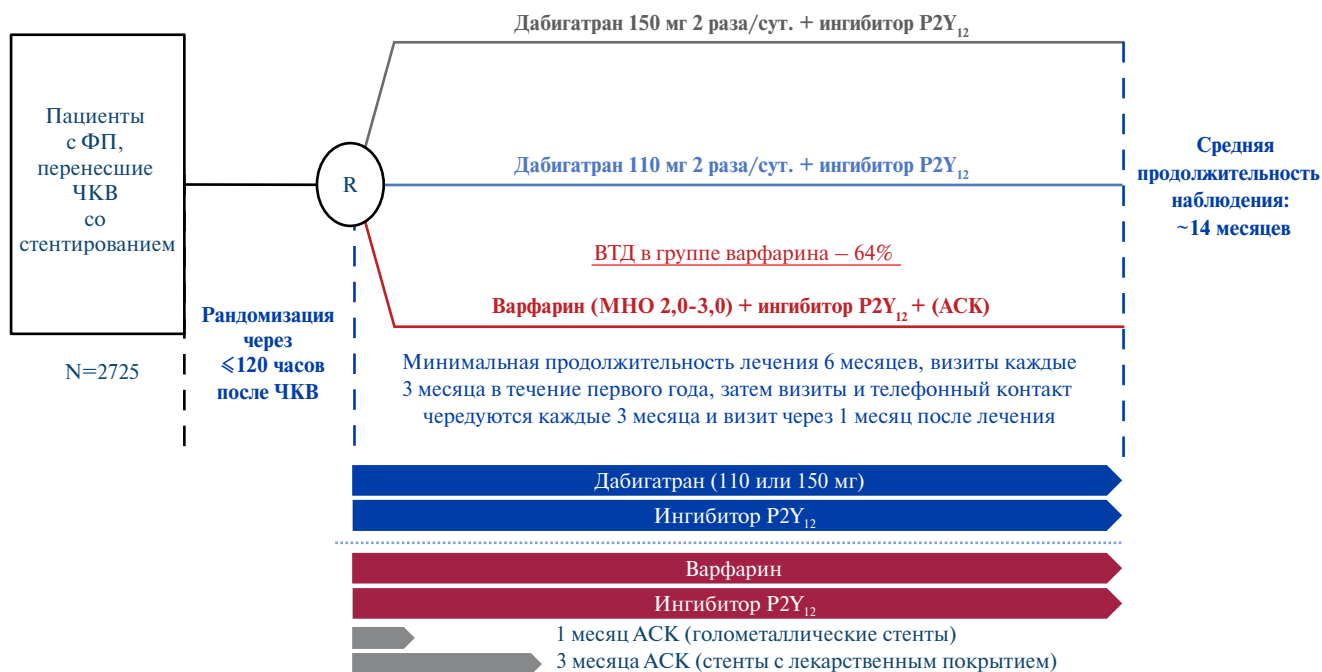 Дабигатран 150 мг 2 раза/сут. + ингибитор P2Y₁₂
Пациенты
с ФП,
перенесшие
ЧКВ
со
стентированием
R
Дабигатран 110 мг 2 раза/сут. + ингибитор P2Y₁₂
Средняя
продолжительность
наблюдения:
~14 месяцев
ВТД в группе варфарина – 64%
Варфарин (МНО 2,0-3,0) + ингибитор P2Y₁₂ + (АСК)
N=2725
Рандомизация
через
⩽120 часов
после ЧКВ
Минимальная продолжительность лечения 6 месяцев, визиты каждые
3 месяца в течение первого года, затем визиты и телефонный контакт
чередуются каждые 3 месяца и визит через 1 месяц после лечения
Дабигатран (110 или 150 мг)
Ингибитор P2Y₁₂
Варфарин
Ингибитор P2Y₁₂
1 месяц АСК (голометаллические стенты)
3 месяца АСК (стенты с лекарственным покрытием)